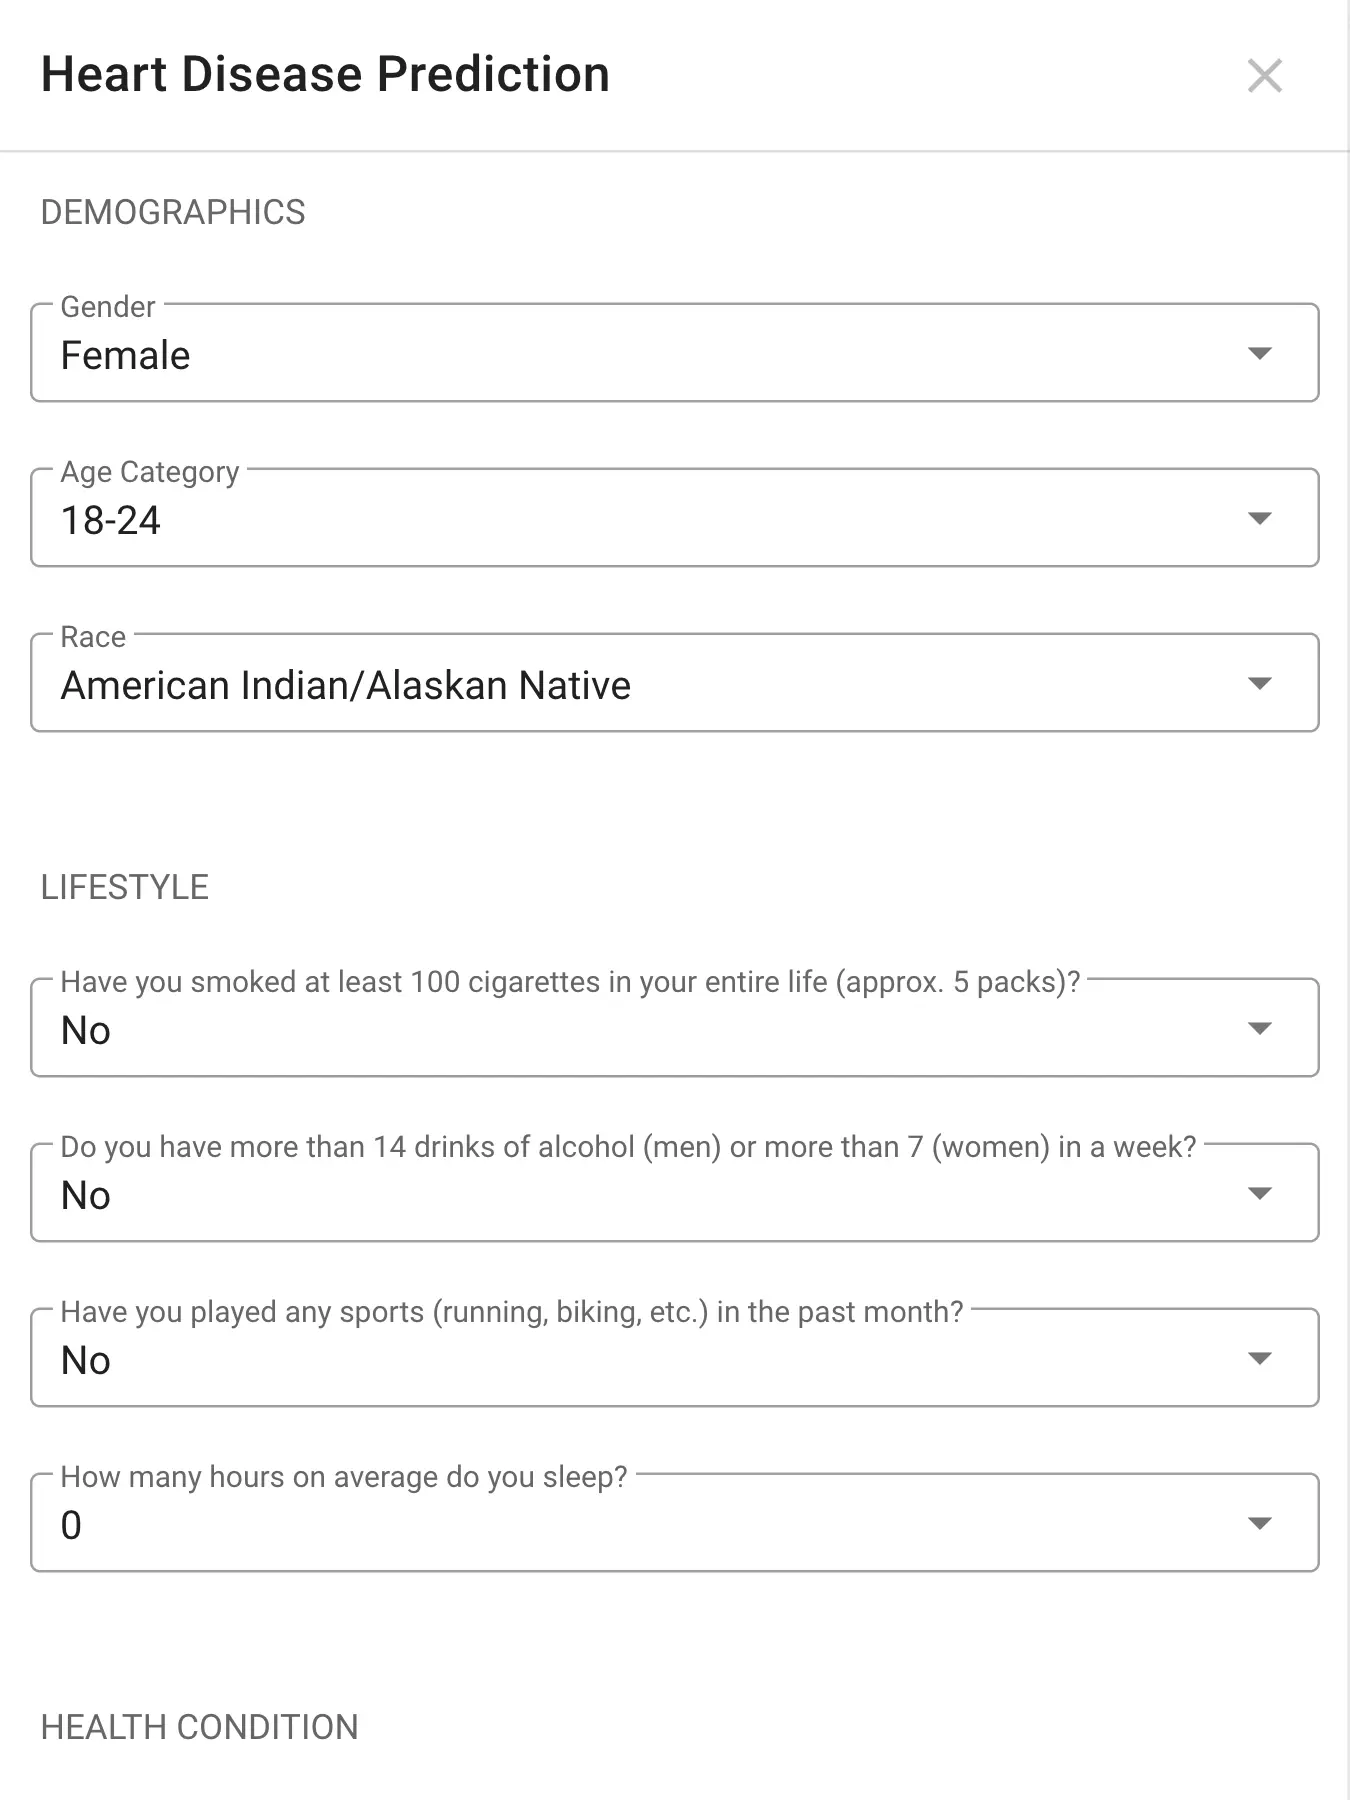 Heart Disease Prediction
DEMOGRAPHICS
Gender
Female
Age Category
18-24
Race
American Indian/Alaskan Native
LIFESTYLE
Have you smoked at least 100 cigarettes in your entire life (approx. 5 packs)?
No
Do you have more than 14 drinks of alcohol (men) or more than 7 (women) in a week?
No
Have you played any sports (running, biking, etc.) in the past month?
No
How many hours on average do you sleep?
0
HEALTH CONDITION